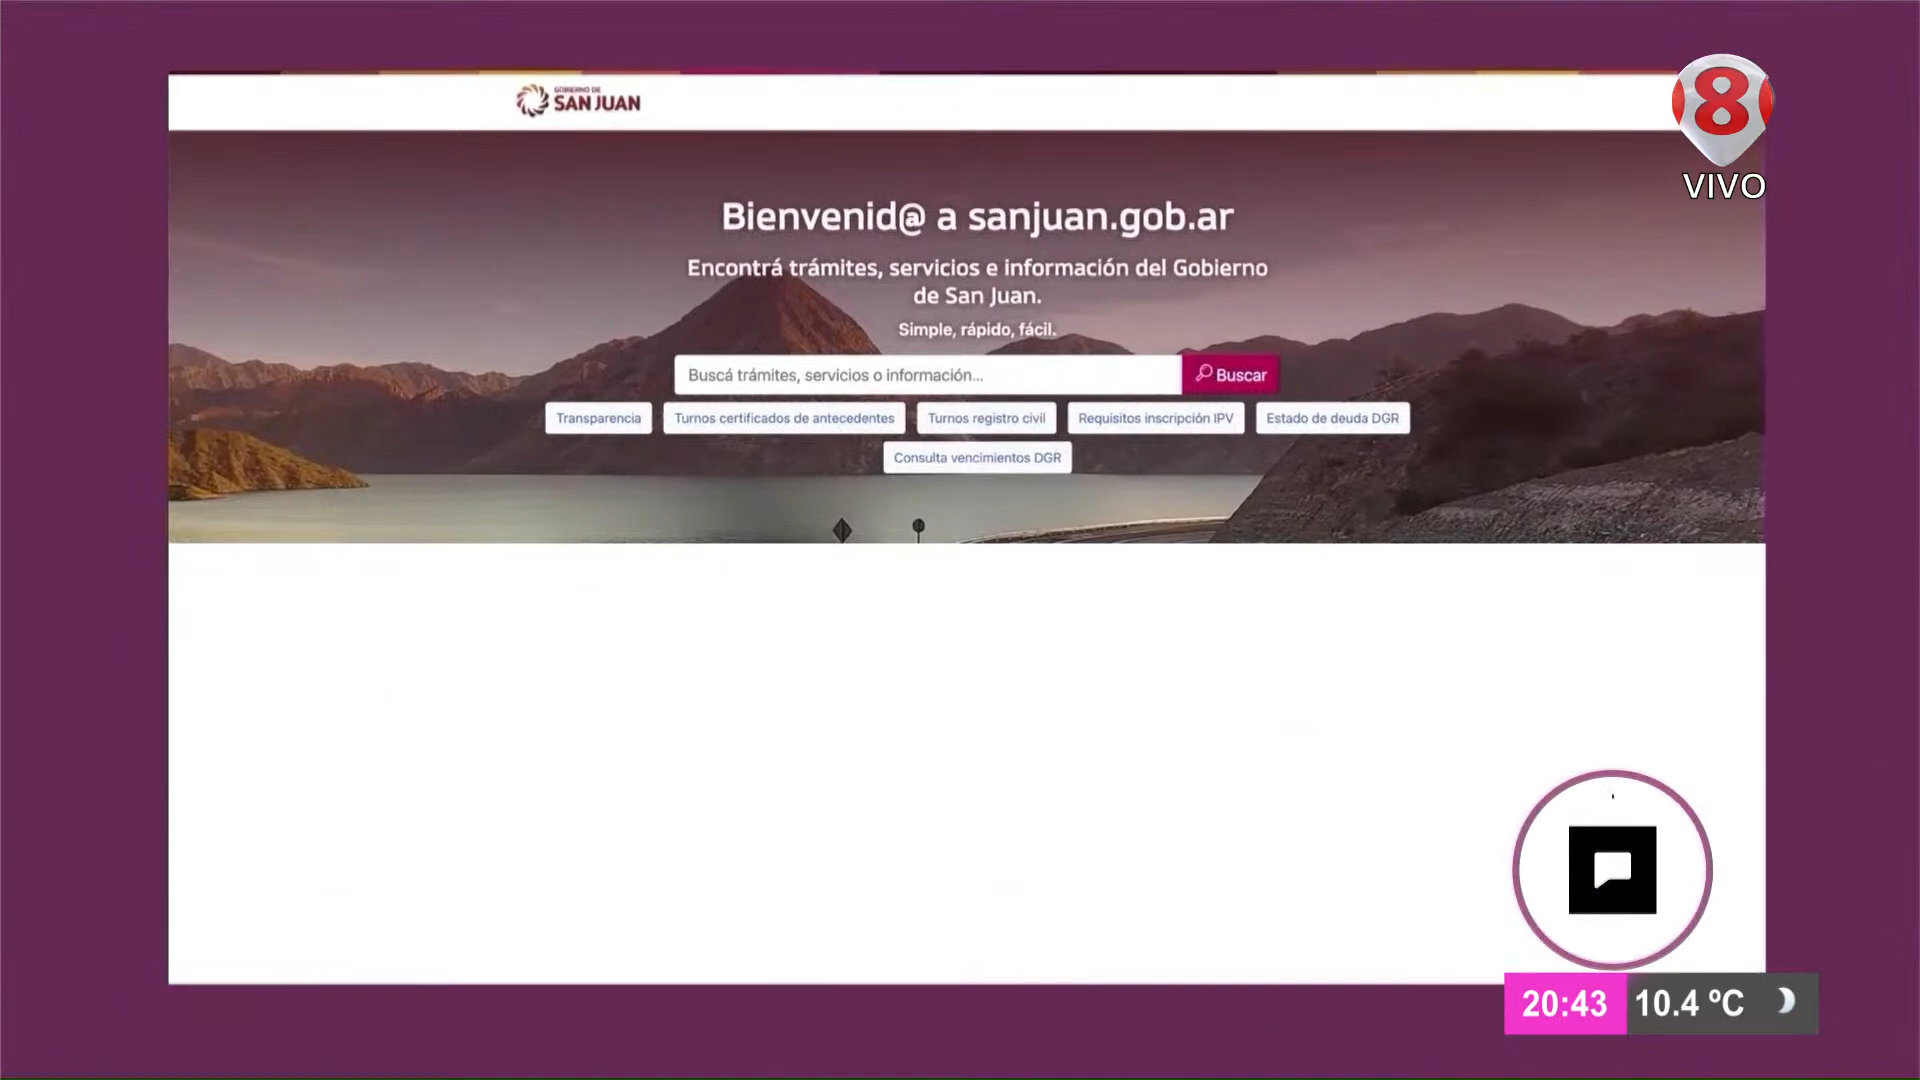 GOBIERNO DE
SAN JUAN
8
VIVO
Bienvenid@ a sanjuan.gob.ar
Encontrá trámites, servicios e información del Gobierno
de San Juan.
Simple, rápido, fácil.
Buscá trámites, servicios o información...
Buscar
Transparencia
Turnos certificados de antecedentes
Turnos registro civil
Requisitos inscripción IPV
Estado de deuda DGR
Consulta vencimientos DGR
20:43
10.4 ºC